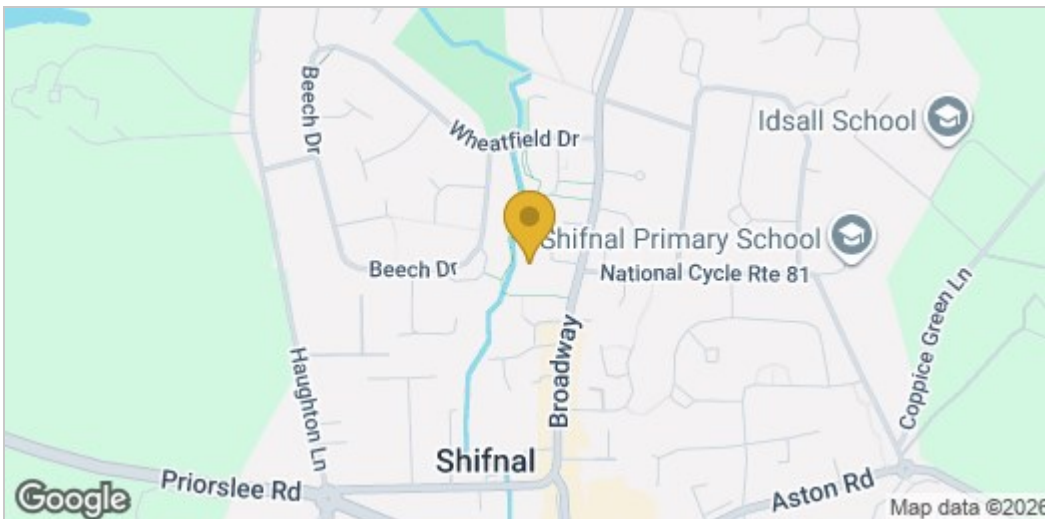 Beech Dr
Wheatfield Dr
Idsall School
Shifnal Primary School
Beech Dr
National Cycle Rte 81
Coppice Green Ln
Haughton Ln
Broadway
Shifnal
Priorslee Rd
Aston Rd
Google
Map data ©2026